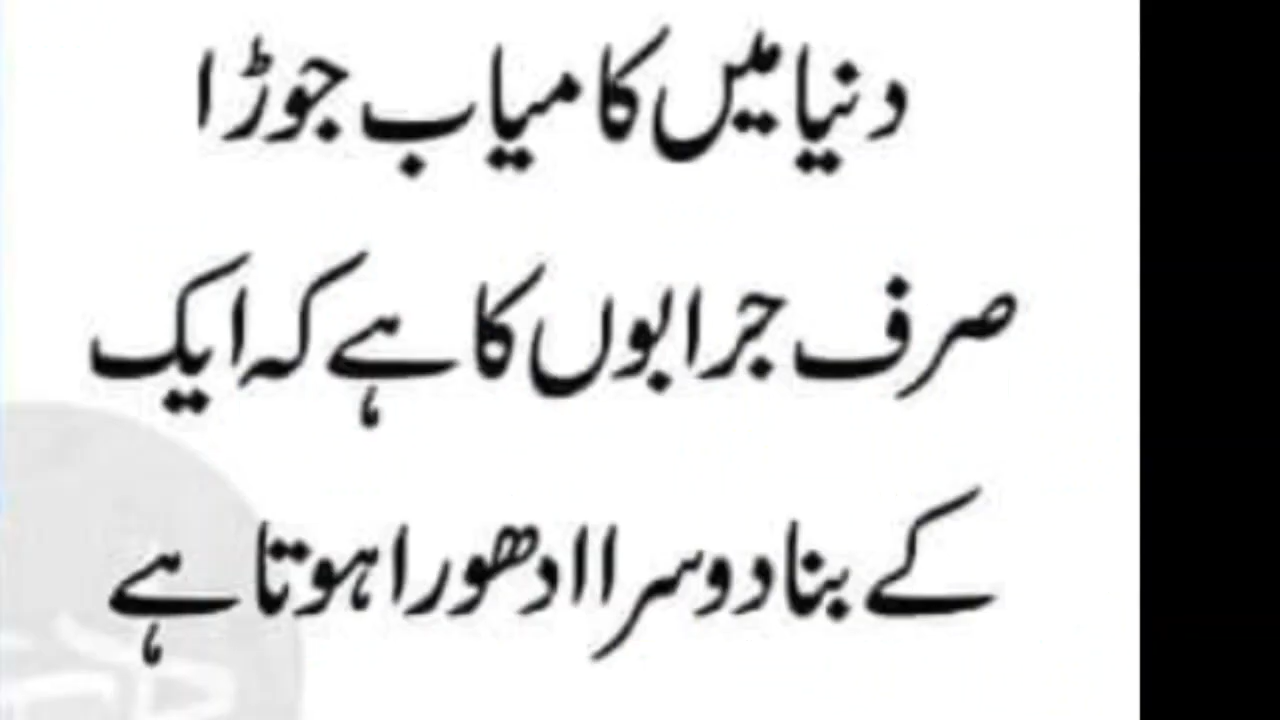 دنیا میں کامیاب جوڑا
صرف جرابوں کا ہے کہ ایک
کے بنا دوسرا ادھورا ہوتا ہے